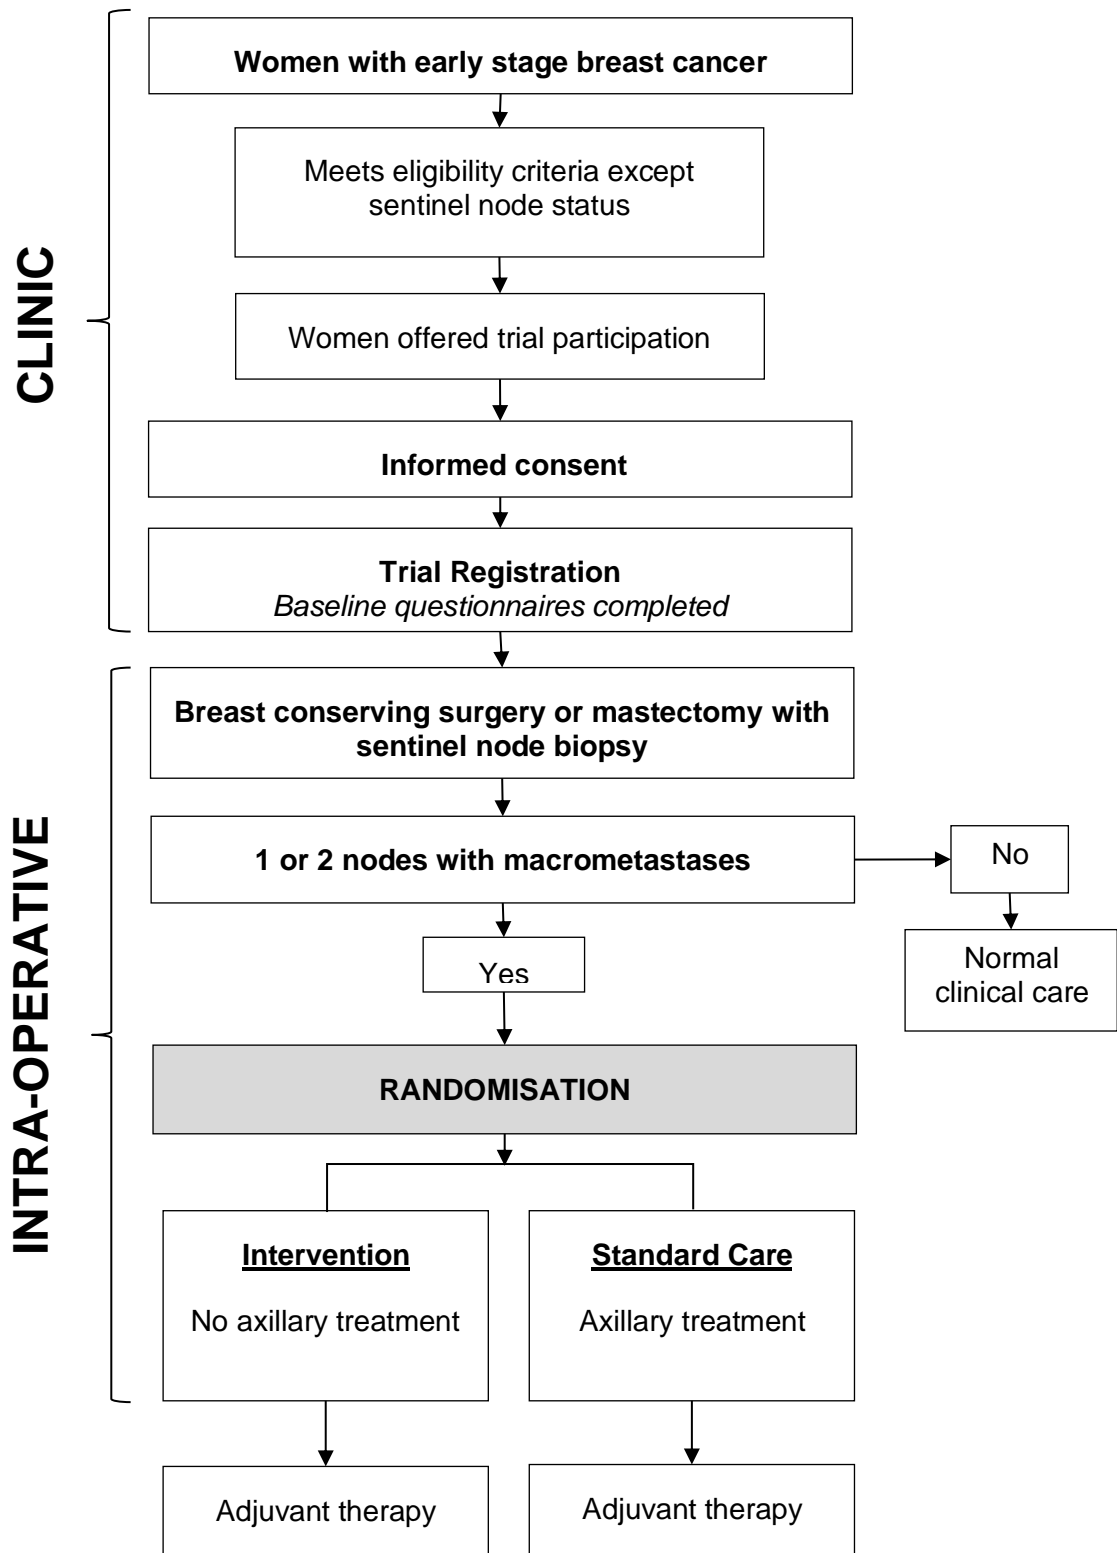 CLINIC
Women with early stage breast cancer
Meets eligibility criteria except
sentinel node status
Women offered trial participation
Informed consent
Trial Registration
Baseline questionnaires completed
INTRA-OPERATIVE
Breast conserving surgery or mastectomy with
sentinel node biopsy
1 or 2 nodes with macrometastases
No
Yes
Normal
clinical care
RANDOMISATION
Intervention
No axillary treatment
Standard Care
Axillary treatment
Adjuvant therapy
Adjuvant therapy